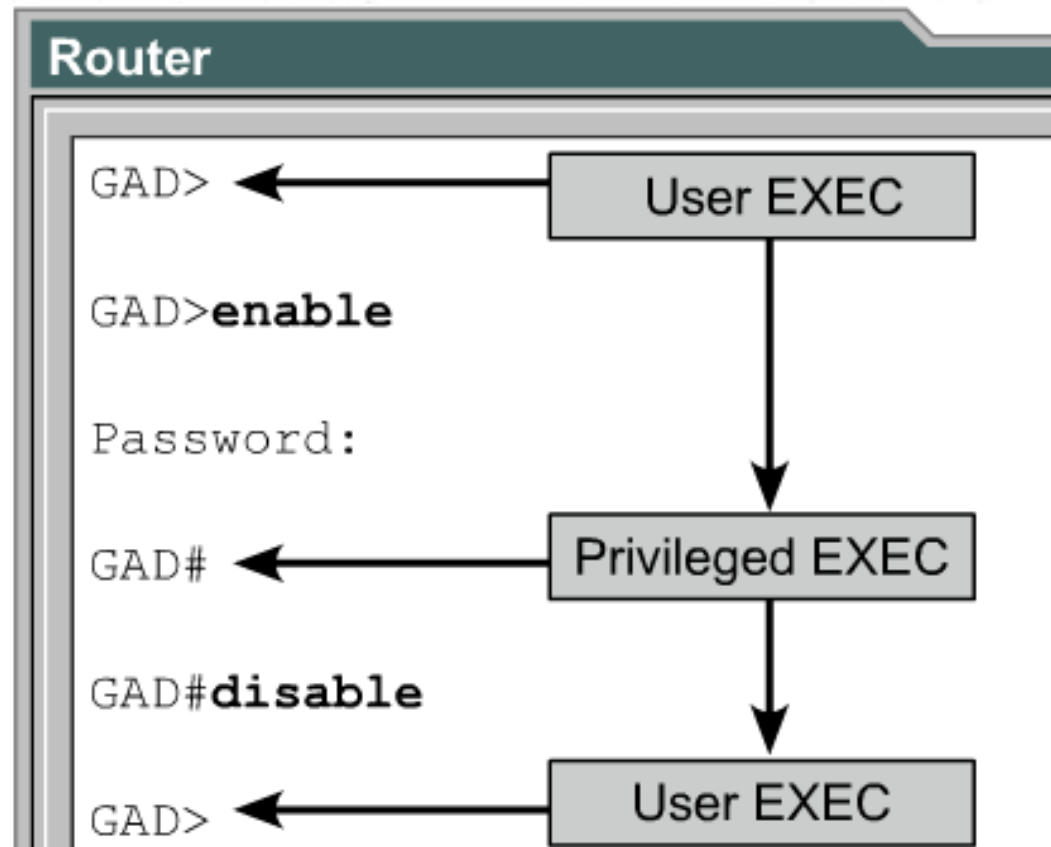 Router
GAD>
User EXEC
GAD>enable
Password:
GAD#
Privileged EXEC
GAD#disable
GAD>
User EXEC